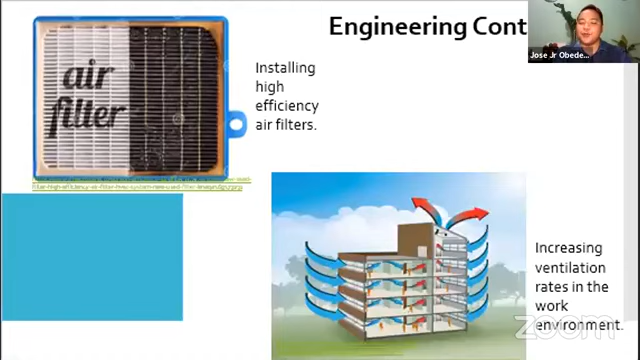 Engineering Cont
Jose Jr Obede...
air
filter
Installing
high
efficiency
air filters.
Increasing
ventilation
rates in the
work
environment.
zoom